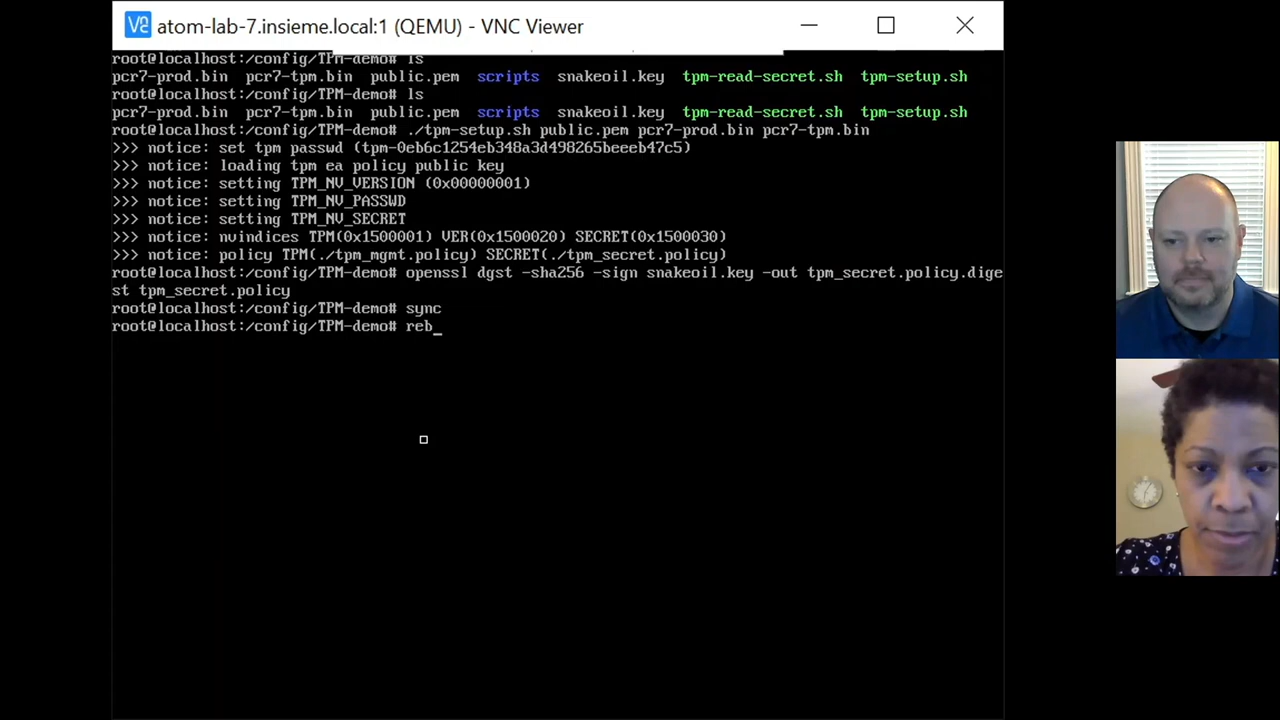 VNC atom-lab-7.insieme.local:1 (QEMU) - VNC Viewer
root@localhost:/config/TPM-demo# ls
pcr7-prod.bin pcr7-tpm.bin public.pem scripts snakeoil.key tpm-read-secret.sh tpm-setup.sh
root@localhost:/config/TPM-demo# ls
pcr7-prod.bin pcr7-tpm.bin public.pem scripts snakeoil.key tpm-read-secret.sh tpm-setup.sh
root@localhost:/config/TPM-demo# ./tpm-setup.sh public.pem pcr7-prod.bin pcr7-tpm.bin
>>> notice: set tpm passwd (tpm-0eb6c1254eb348a3d498265beeeb47c5)
>>> notice: loading tpm ea policy public key
>>> notice: setting TPM_NV_VERSION (0x00000001)
>>> notice: setting TPM_NV_PASSWD
>>> notice: setting TPM_NV_SECRET
>>> notice: nvindices TPM(0x1500001) VER(0x1500020) SECRET(0x1500030)
>>> notice: policy TPM(./tpm_mgmt.policy) SECRET(./tpm_secret.policy)
root@localhost:/config/TPM-demo# openssl dgst -sha256 -sign snakeoil.key -out tpm_secret.policy.dige
st tpm_secret.policy
root@localhost:/config/TPM-demo# sync
root@localhost:/config/TPM-demo# reb_